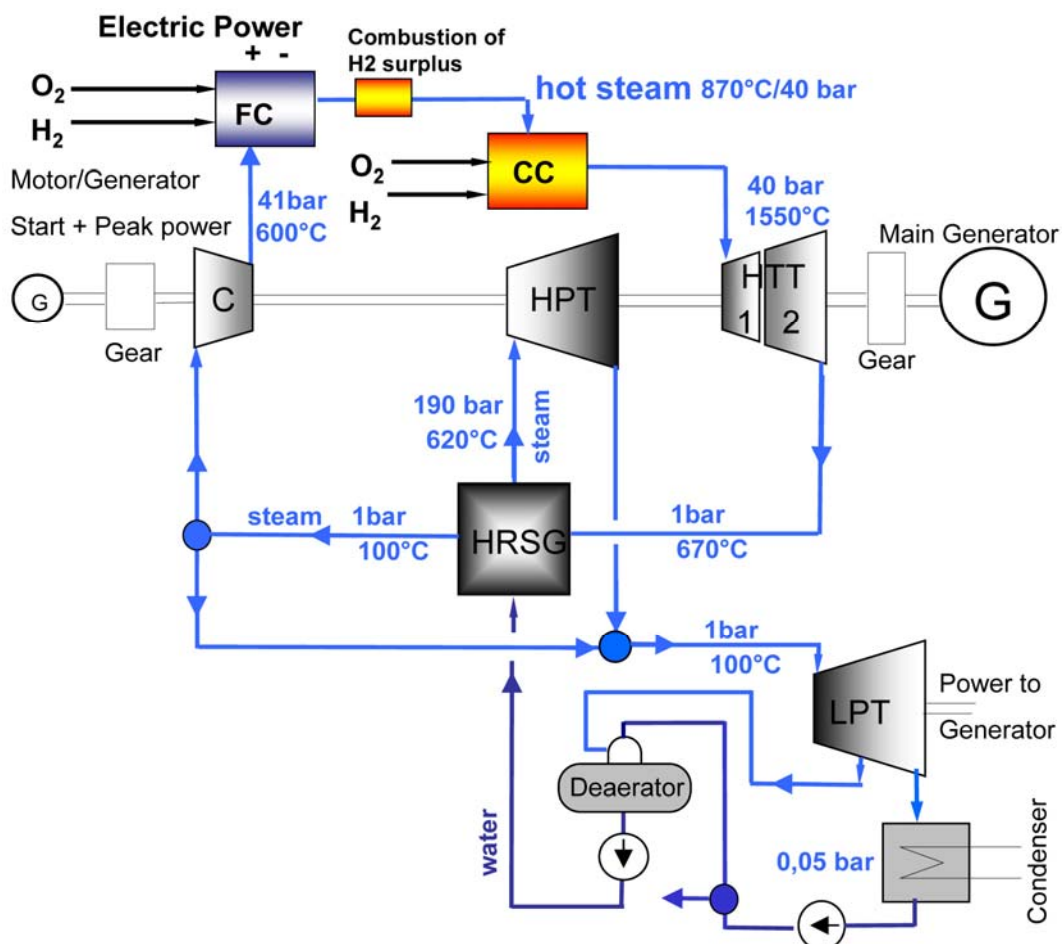 Electric Power
+ -
Combustion of
H2 surplus
O2
H2
FC
hot steam 870°C/40 bar
O2
H2
CC
Motor/Generator
Start + Peak power
41bar
600°C
40 bar
1550°C
Main Generator
G
C
HPT
HTT
1
2
G
Gear
Gear
190 bar
620°C
steam
steam
1bar
100°C
HRSG
1bar
670°C
1bar
100°C
LPT
Power to
Generator
Deaerator
water
0,05 bar
Condenser